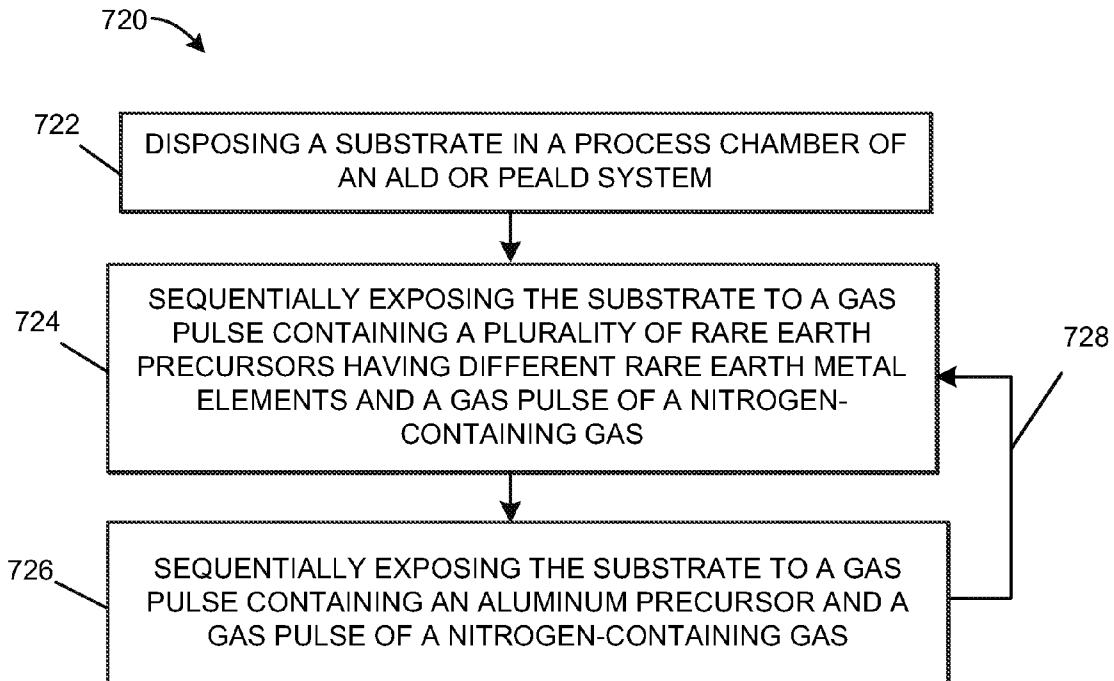 720
722
DISPOSING A SUBSTRATE IN A PROCESS CHAMBER OF
AN ALD OR PEALD SYSTEM
724
SEQUENTIALLY EXPOSING THE SUBSTRATE TO A GAS
PULSE CONTAINING A PLURALITY OF RARE EARTH
PRECURSORS HAVING DIFFERENT RARE EARTH METAL
ELEMENTS AND A GAS PULSE OF A NITROGEN-
CONTAINING GAS
728
726
SEQUENTIALLY EXPOSING THE SUBSTRATE TO A GAS
PULSE CONTAINING AN ALUMINUM PRECURSOR AND A
GAS PULSE OF A NITROGEN-CONTAINING GAS